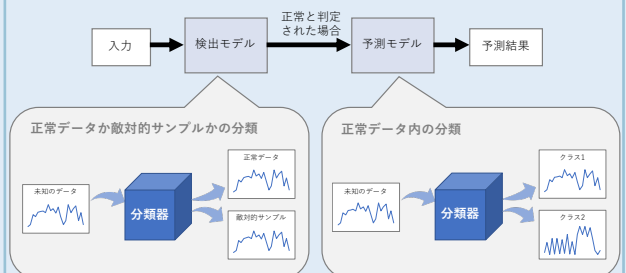 正常と判定
された場合
入力
検出モデル
予測モデル
予測結果
正常データか敵対的サンプルかの分類
未知のデータ
分類器
正常データ
敵対的サンプル
正常データ内の分類
未知のデータ
分類器
クラス1
クラス2